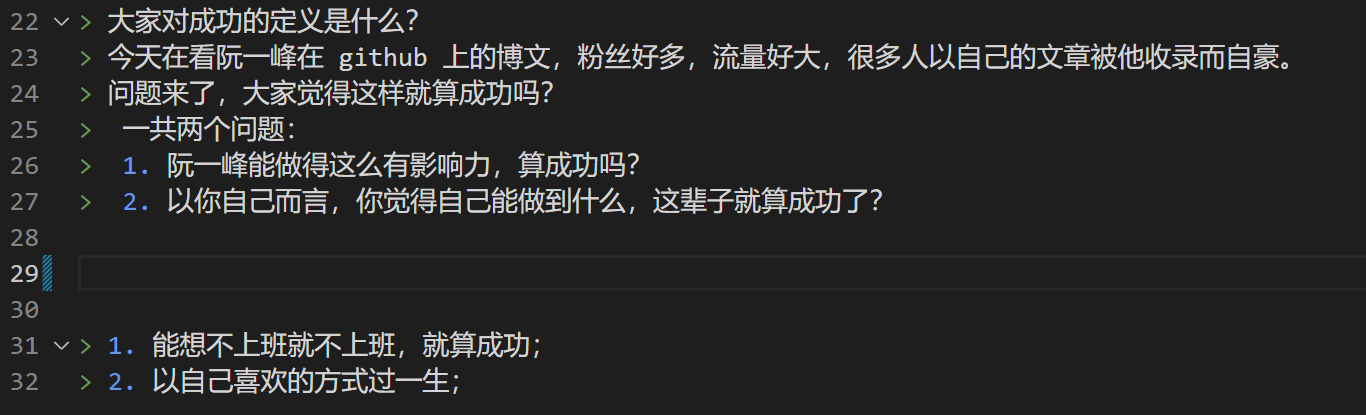 22 > 大家对成功的定义是什么?
23 > 今天在看阮一峰在 github 上的博文，粉丝好多，流量好大，很多人以自己的文章被他收录而自豪。
24 > 问题来了，大家觉得这样就算成功吗?
25 > 一共两个问题：
26 > 1. 阮一峰能做得这么有影响力，算成功吗?
27 > 2. 以你自己而言，你觉得自己能做到什么，这辈子就算成功了?
28
29
30
31 > 1. 能想不上班就不上班，就算成功；
32 > 2. 以自己喜欢的方式过一生；